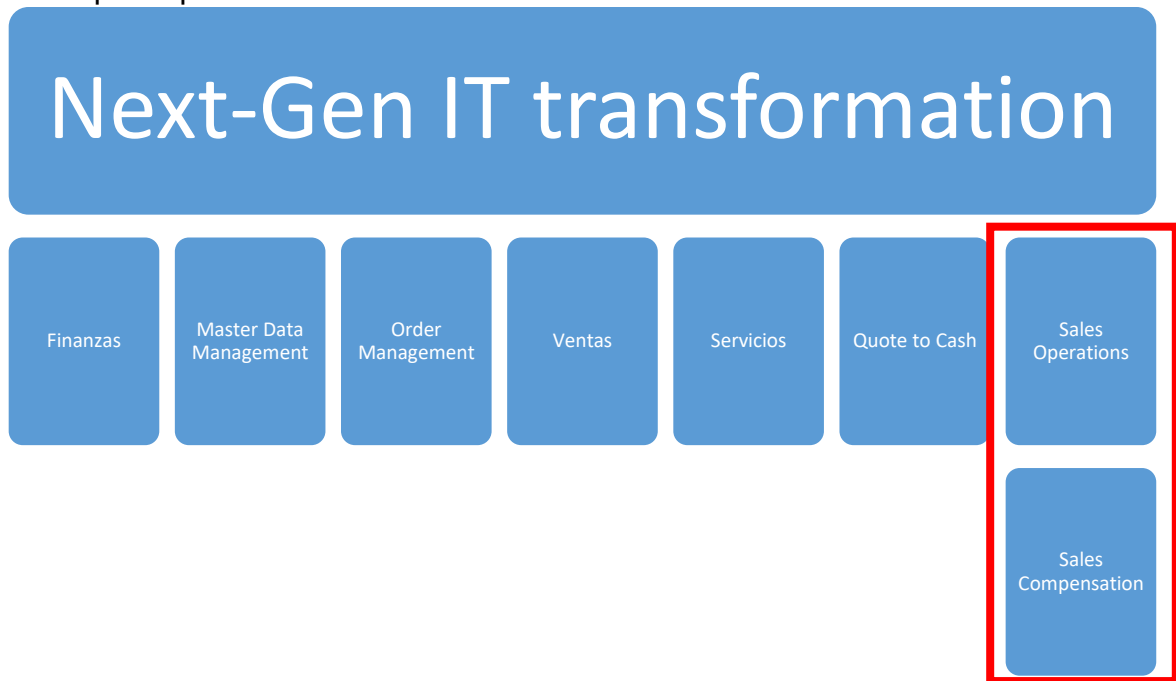 Next-Gen IT transformation
Finanzas
Master Data
Management
Order
Management
Ventas
Servicios
Quote to Cash
Sales
Operations
Sales
Compensation